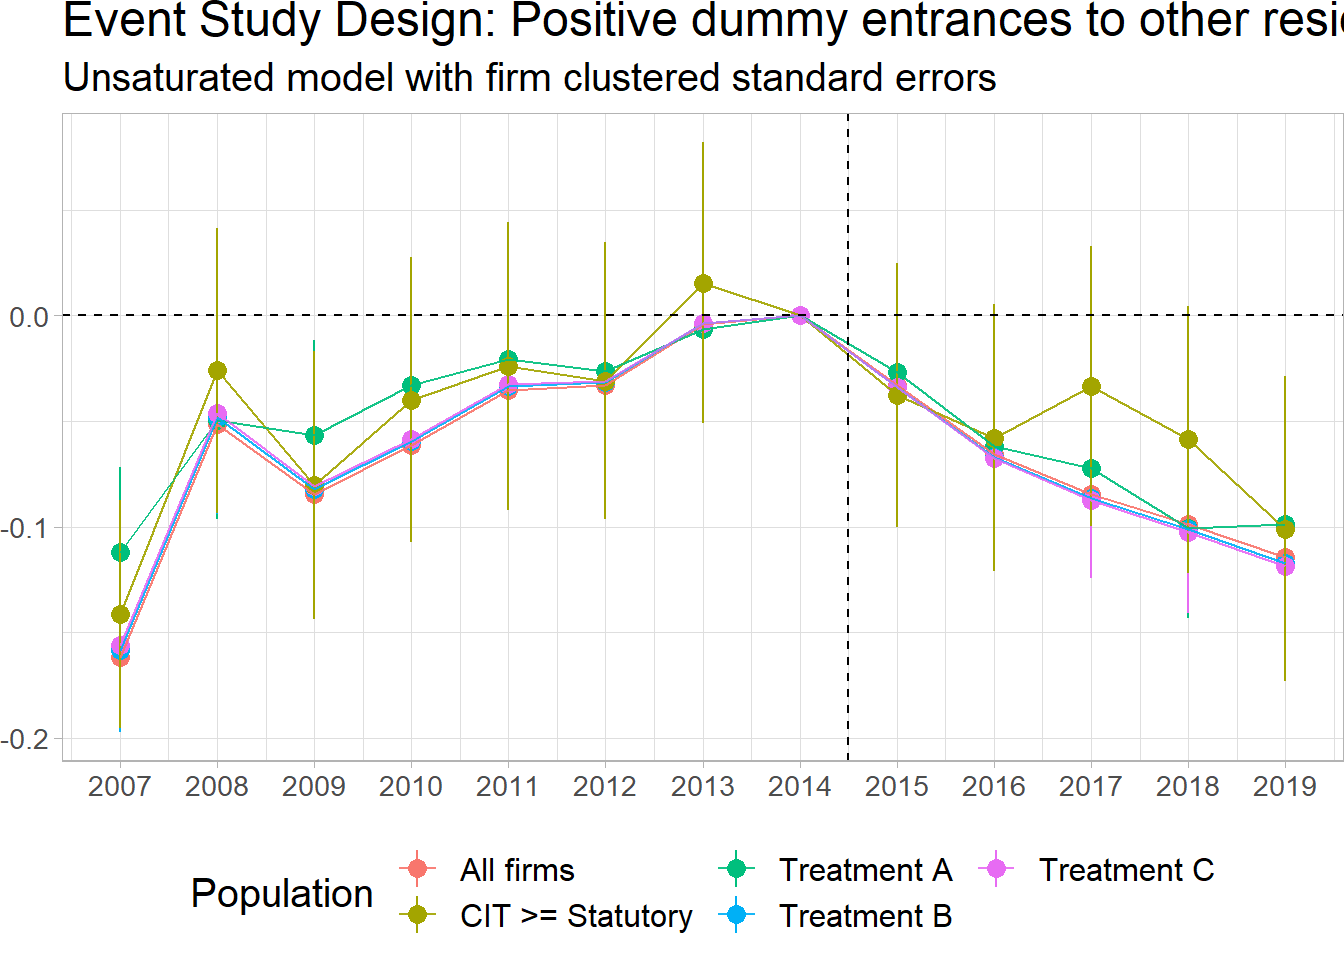 Event Study Design: Positive dummy entrances to other
Unsaturated model with firm clustered standard errors
0.0
-0.1
-0.2
2007 2008 2009 2010 2011 2012 2013 2014 2015 2016 2017 2018 2019
Population
All firms
CIT >= Statutory
Treatment A
Treatment B
Treatment C